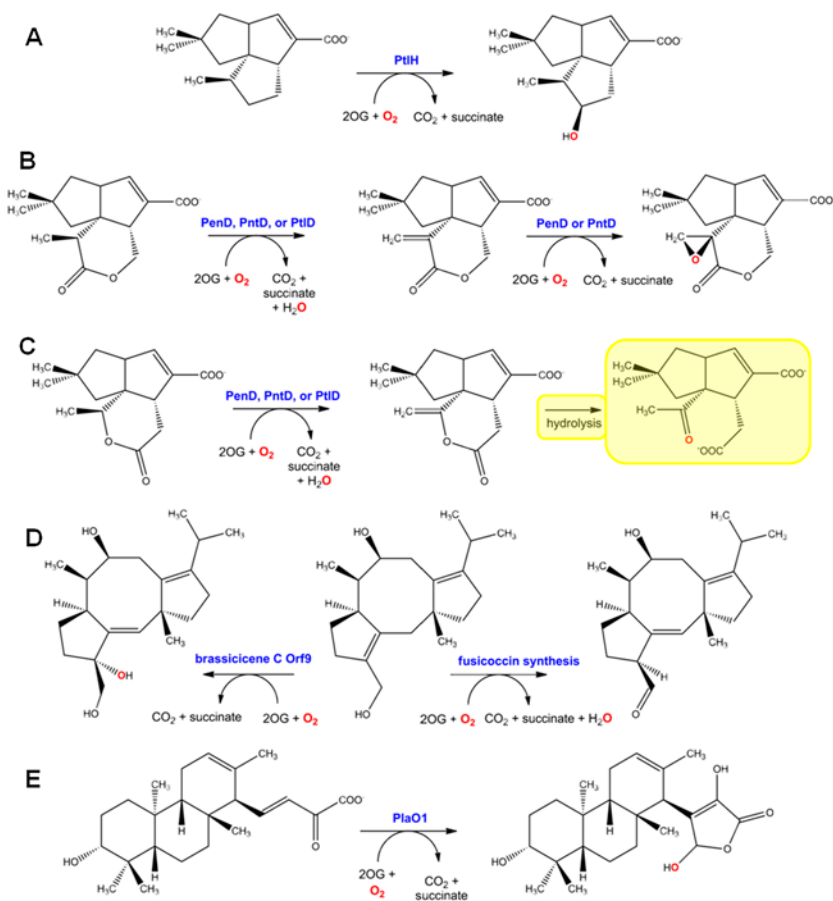 A
H₃C
H₃C
H₃C
COO⁻
PtlH
2OG + O₂
CO₂ + succinate
H₃C
H₃C
H₃C
COO⁻
HO
B
H₃C
H₃C
H₃C
COO⁻
O
O
PenD, PntD, or PtlD
2OG + O₂
CO₂ +
succinate
+ H₂O
H₃C
H₃C
H₂C
COO⁻
O
O
PenD or PntD
2OG + O₂
CO₂ + succinate
H₃C
H₃C
H₂C
O
COO
O
O
C
H₃C
H₃C
H₃C
COO⁻
O
O
PenD, PntD, or PtlD
2OG + O₂
CO₂ +
succinate
+ H₂O
H₃C
H₃C
H₂C
COO⁻
O
O
hydrolysis
H₃C
H₃C
H₃C
O
COO⁻
⁻OOC
D
HO
H₃C
CH₃
H₃C
H
CH₃
OH
HO
brassicicene C Orf9
CO₂ + succinate
2OG + O₂
HO
H₃C
CH₃
H₃C
H
CH₃
HO
fusicoccin synthesis
2OG + O₂
CO₂ + succinate + H₂O
HO
H₃C
CH₂
H₃C
H
CH₃
H
O
E
CH₃
CH₃
CH₃
H
H
HO
H₃C
CH₃
COO⁻
O
PlaO1
2OG +
O₂
CO₂ +
succinate
CH₃
CH₃
CH₃
H
H
HO
H₃C
CH₃
OH
O
O
HO